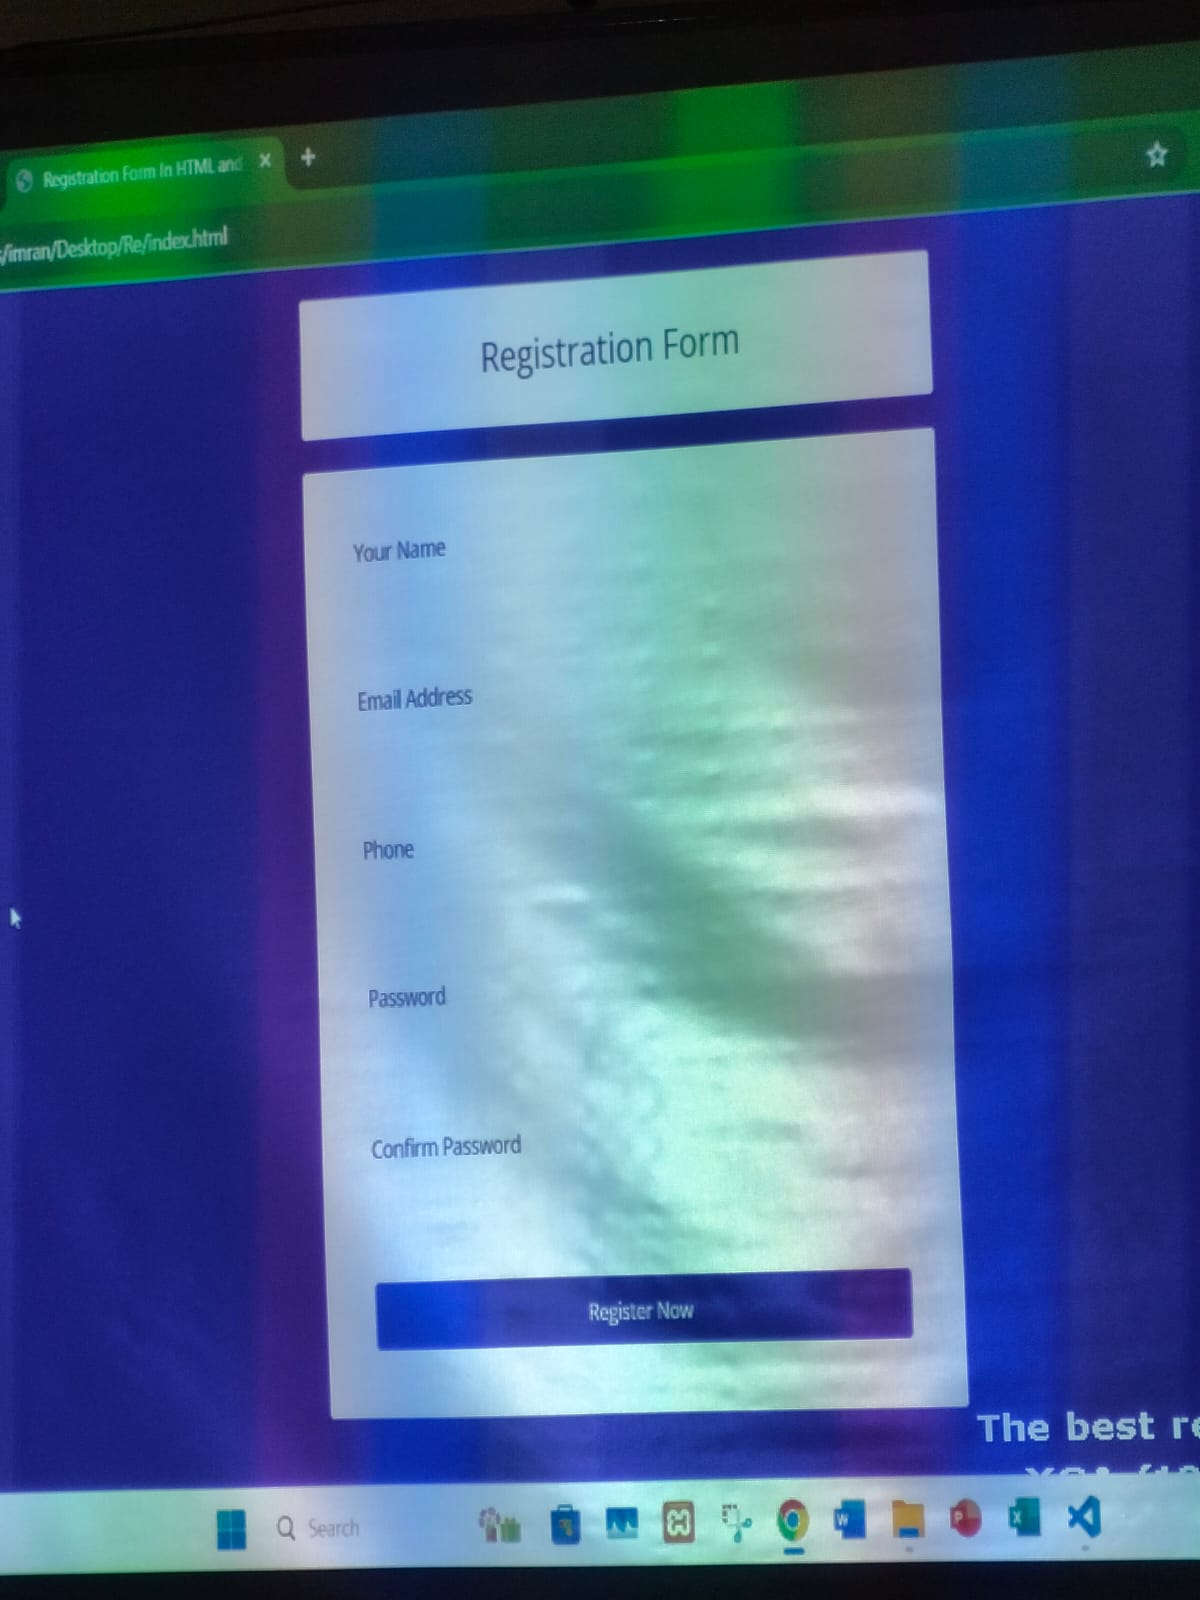 Registration Form In HTML and
/imran/Desktop/Re/index.html
Registration Form
Your Name
Email Address
Phone
Password
Confirm Password
Register Now
The best
Search